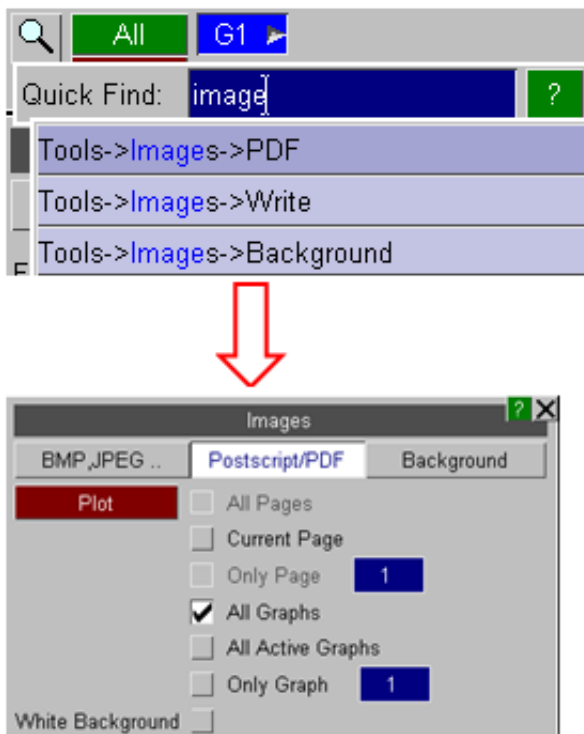 All G1
Quick Find: image ?
Tools->Images->PDF
Tools->Images->Write
Tools->Images->Background
Images ? X
BMP,JPEG .. Postscript/PDF Background
Plot All Pages
Current Page
Only Page 1
All Graphs
All Active Graphs
Only Graph 1
White Background